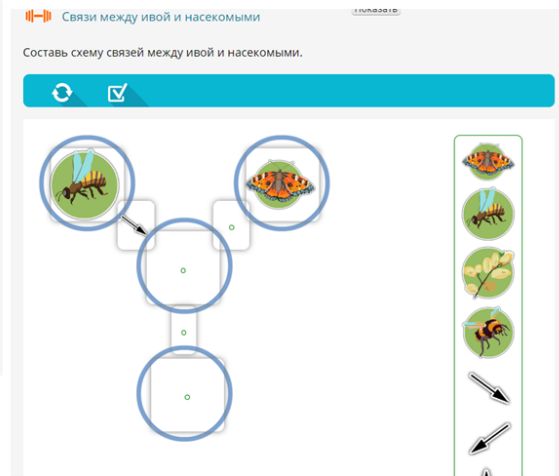 Связи между ивой и насекомыми
Показать
Составь схему связей между ивой и насекомыми.